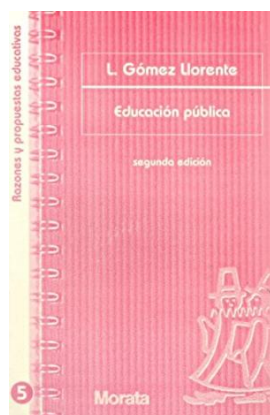 L. Gómez Llorente
Educación pública
segunda edición
Razones y propuestas educativas
5
Morata